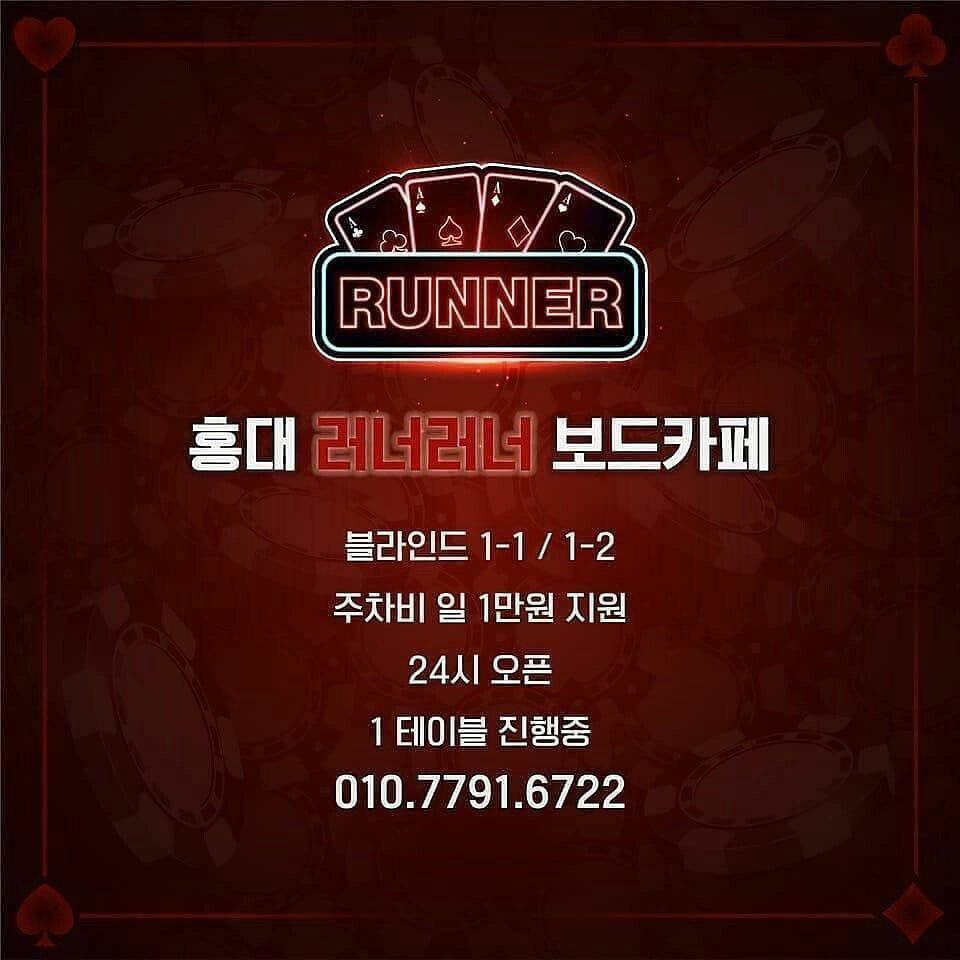 A A A A
RUNNER
홍대 러너러너 보드카페
블라인드 1-1 / 1-2
주차비 일 1만원 지원
24시 오픈
1 테이블 진행중
010.7791.6722